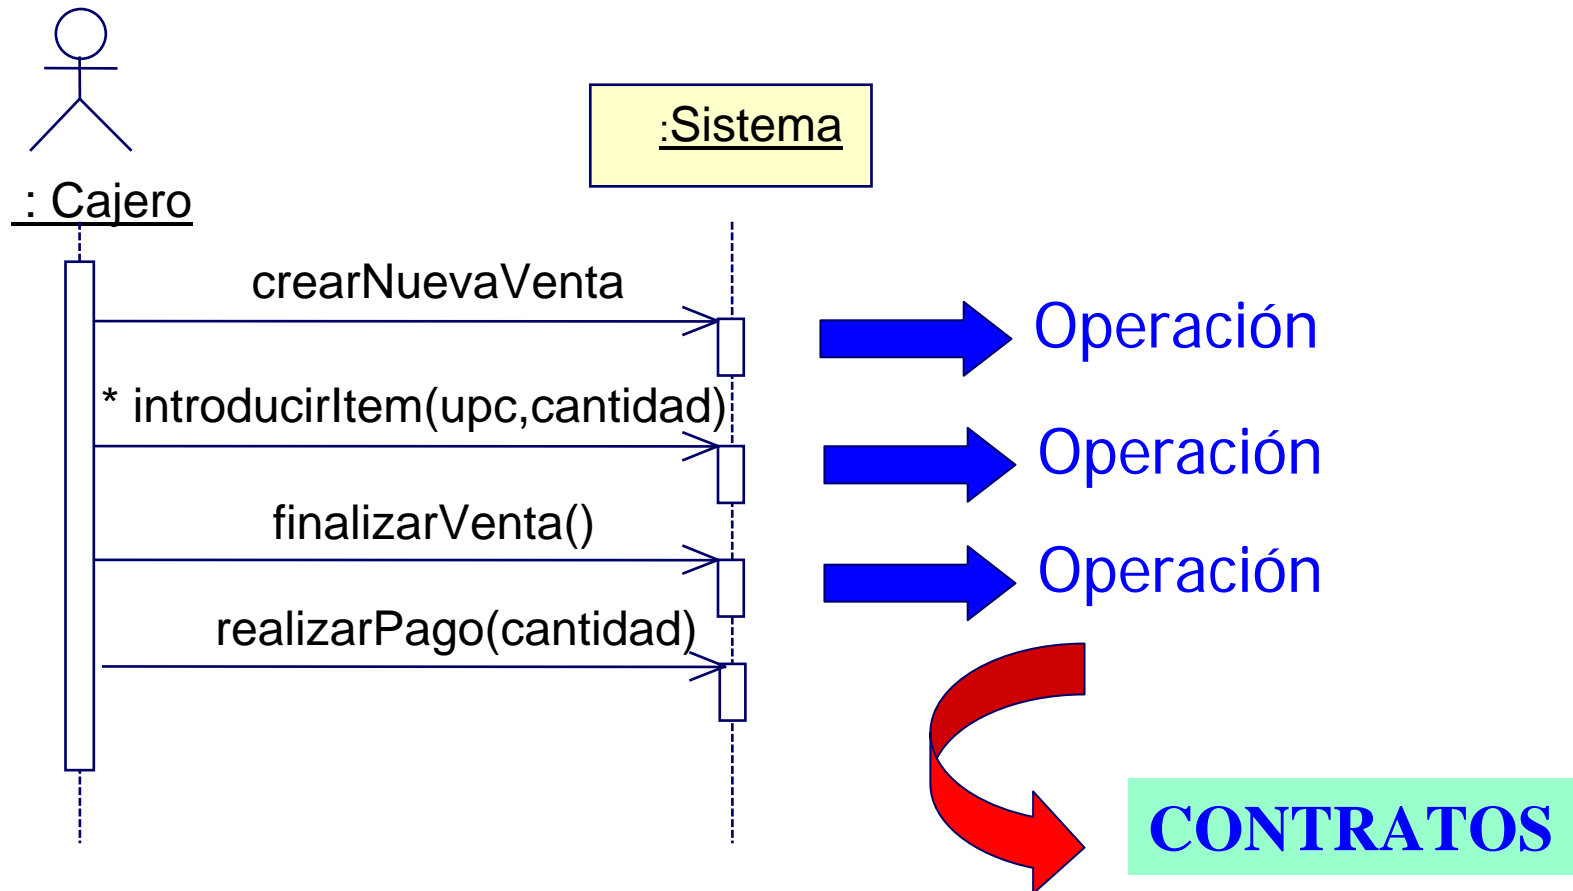 :Sistema
: Cajero
crearNuevaVenta
Operación
* introducirItem(upc,cantidad)
Operación
finalizarVenta()
Operación
realizarPago(cantidad)
CONTRATOS